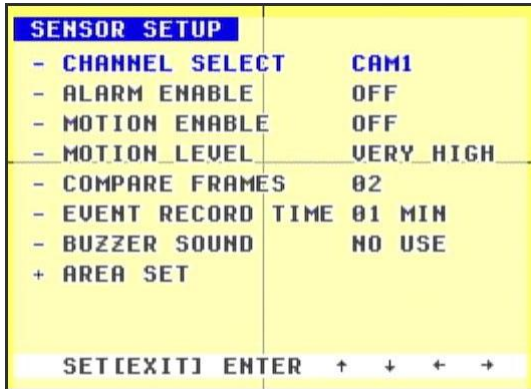 SENSOR SETUP
- CHANNEL SELECT CAM1
- ALARM ENABLE OFF
- MOTION ENABLE OFF
- MOTION LEVEL VERY HIGH
- COMPARE FRAMES 02
- EVENT RECORD TIME 01 MIN
- BUZZER SOUND NO USE
+ AREA SET
SET[EXIT] ENTER ↑ ↓ ← →